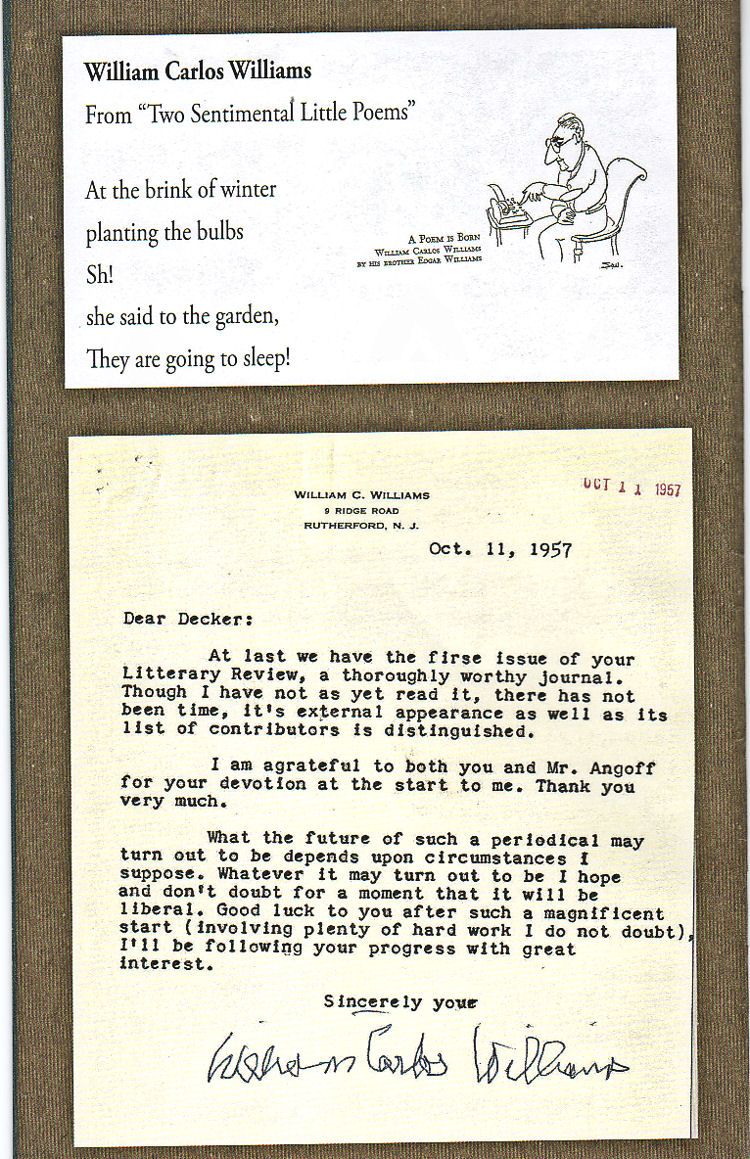 William Carlos Williams
From “Two Sentimental Little Poems”
At the brink of winter
planting the bulbs
Sh!
she said to the garden,
They are going to sleep!
A POEM IS BORN
WILLIAM CARLOS WILLIAMS
BY HIS BROTHER EDGAR WILLIAMS
OCT 11 1957
WILLIAM C. WILLIAMS
9 RIDGE ROAD
RUTHERFORD, N. J.
Oct. 11, 1957
Dear Decker:
At last we have the firse issue of your
Litterary Review, a thoroughly worthy journal.
Though I have not as yet read it, there has not
been time, it's external appearance as well as its
list of contributors is distinguished.
I am agrateful to both you and Mr. Angoff
for your devotion at the start to me. Thank you
very much.
What the future of such a periodical may
turn out to be depends upon circumstances I
suppose. Whatever it may turn out to be I hope
and don't doubt for a moment that it will be
liberal. Good luck to you after such a magnificent
start (involving plenty of hard work I do not doubt),
I'll be following your progress with great
interest.
Sincerely your
William Carlos Williams